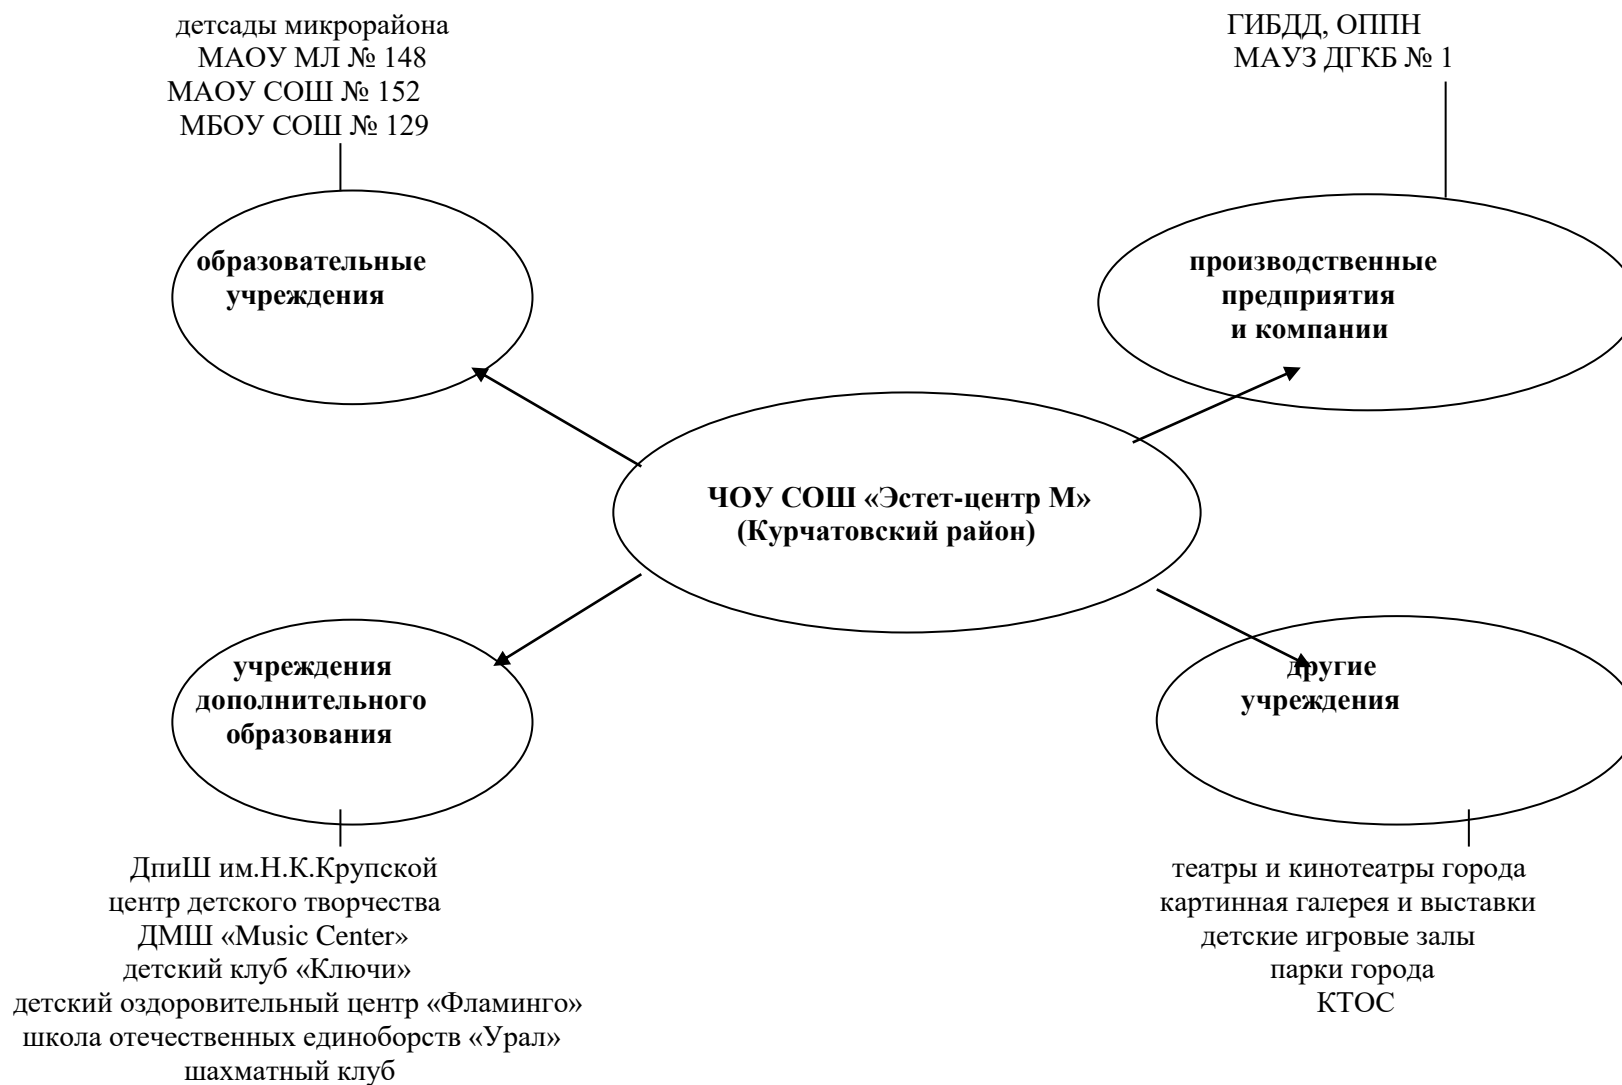 детсады микрорайона
МАОУ МЛ № 148
МАОУ СОШ № 152
МБОУ СОШ № 129
ГИБДД, ОППН
МАУЗ ДГКБ № 1
образовательные
учреждения
производственные
предприятия
и компании
ЧОУ СОШ «Эстет-центр М»
(Курчатовский район)
учреждения
дополнительного
образования
другие
учреждения
ДпиШ им.Н.К.Крупской
центр детского творчества
ДМШ «Music Center»
детский клуб «Ключи»
детский оздоровительный центр «Фламинго»
школа отечественных единоборств «Урал»
шахматный клуб
театры и кинотеатры города
картинная галерея и выставки
детские игровые залы
парки города
КТОС